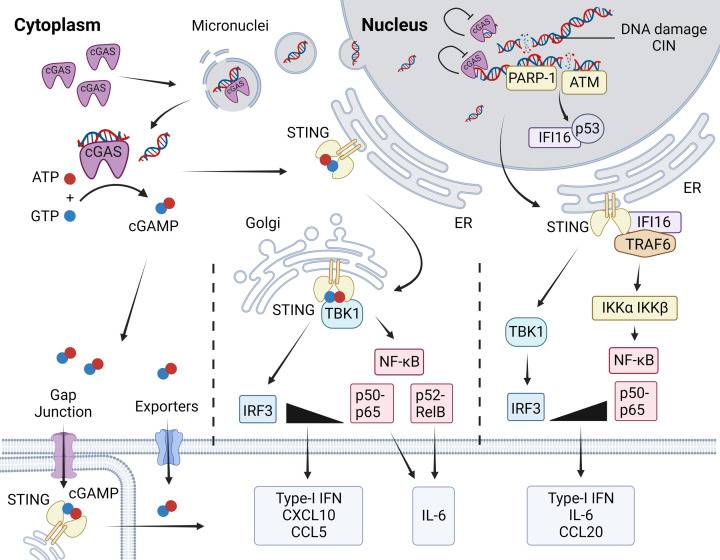 Cytoplasm
Micronuclei
Nucleus
cGAS
cGAS
cGAS
cGAS
cGAS
cGAS
DNA damage
CIN
PARP-1
ATM
IFI16
p53
cGAS
ATP
+
GTP
cGAMP
STING
ER
ER
STING
IFI16
TRAF6
Golgi
STING
TBK1
IKKα IKKβ
TBK1
NF-κB
NF-κB
Gap
Junction
Exporters
IRF3
p50-
p65
p52-
RelB
IRF3
p50-
p65
STING
cGAMP
Type-I IFN
CXCL10
CCL5
IL-6
Type-I IFN
IL-6
CCL20